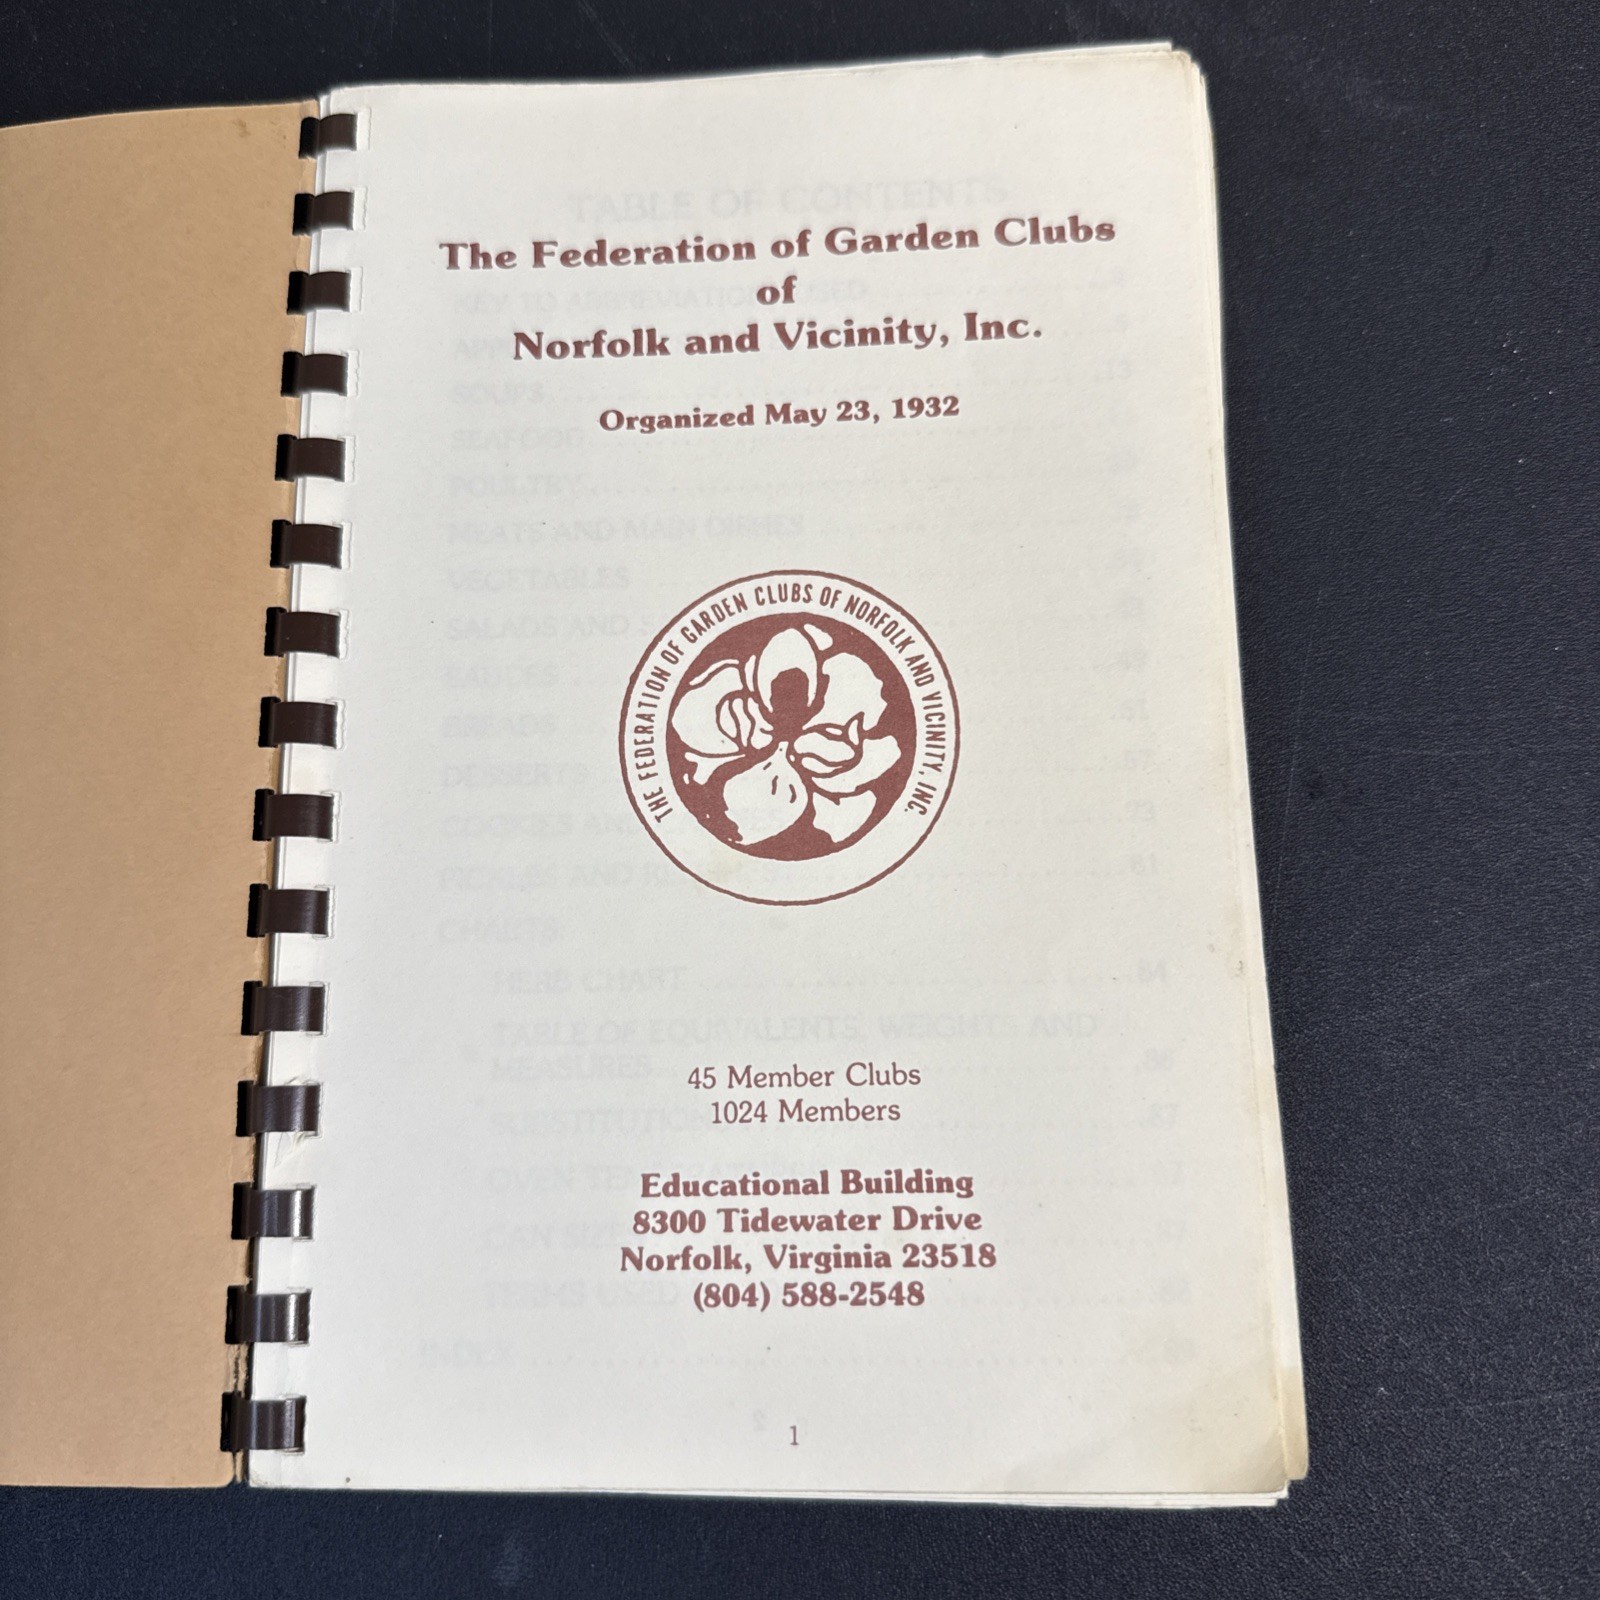 The Federation of Garden Clubs
of
Norfolk and Vicinity, Inc.
Organized May 23, 1932
THE FEDERATION OF GARDEN CLUBS OF NORFOLK AND VICINITY, INC.
45 Member Clubs
1024 Members
Educational Building
8300 Tidewater Drive
Norfolk, Virginia 23518
(804) 588-2548
1